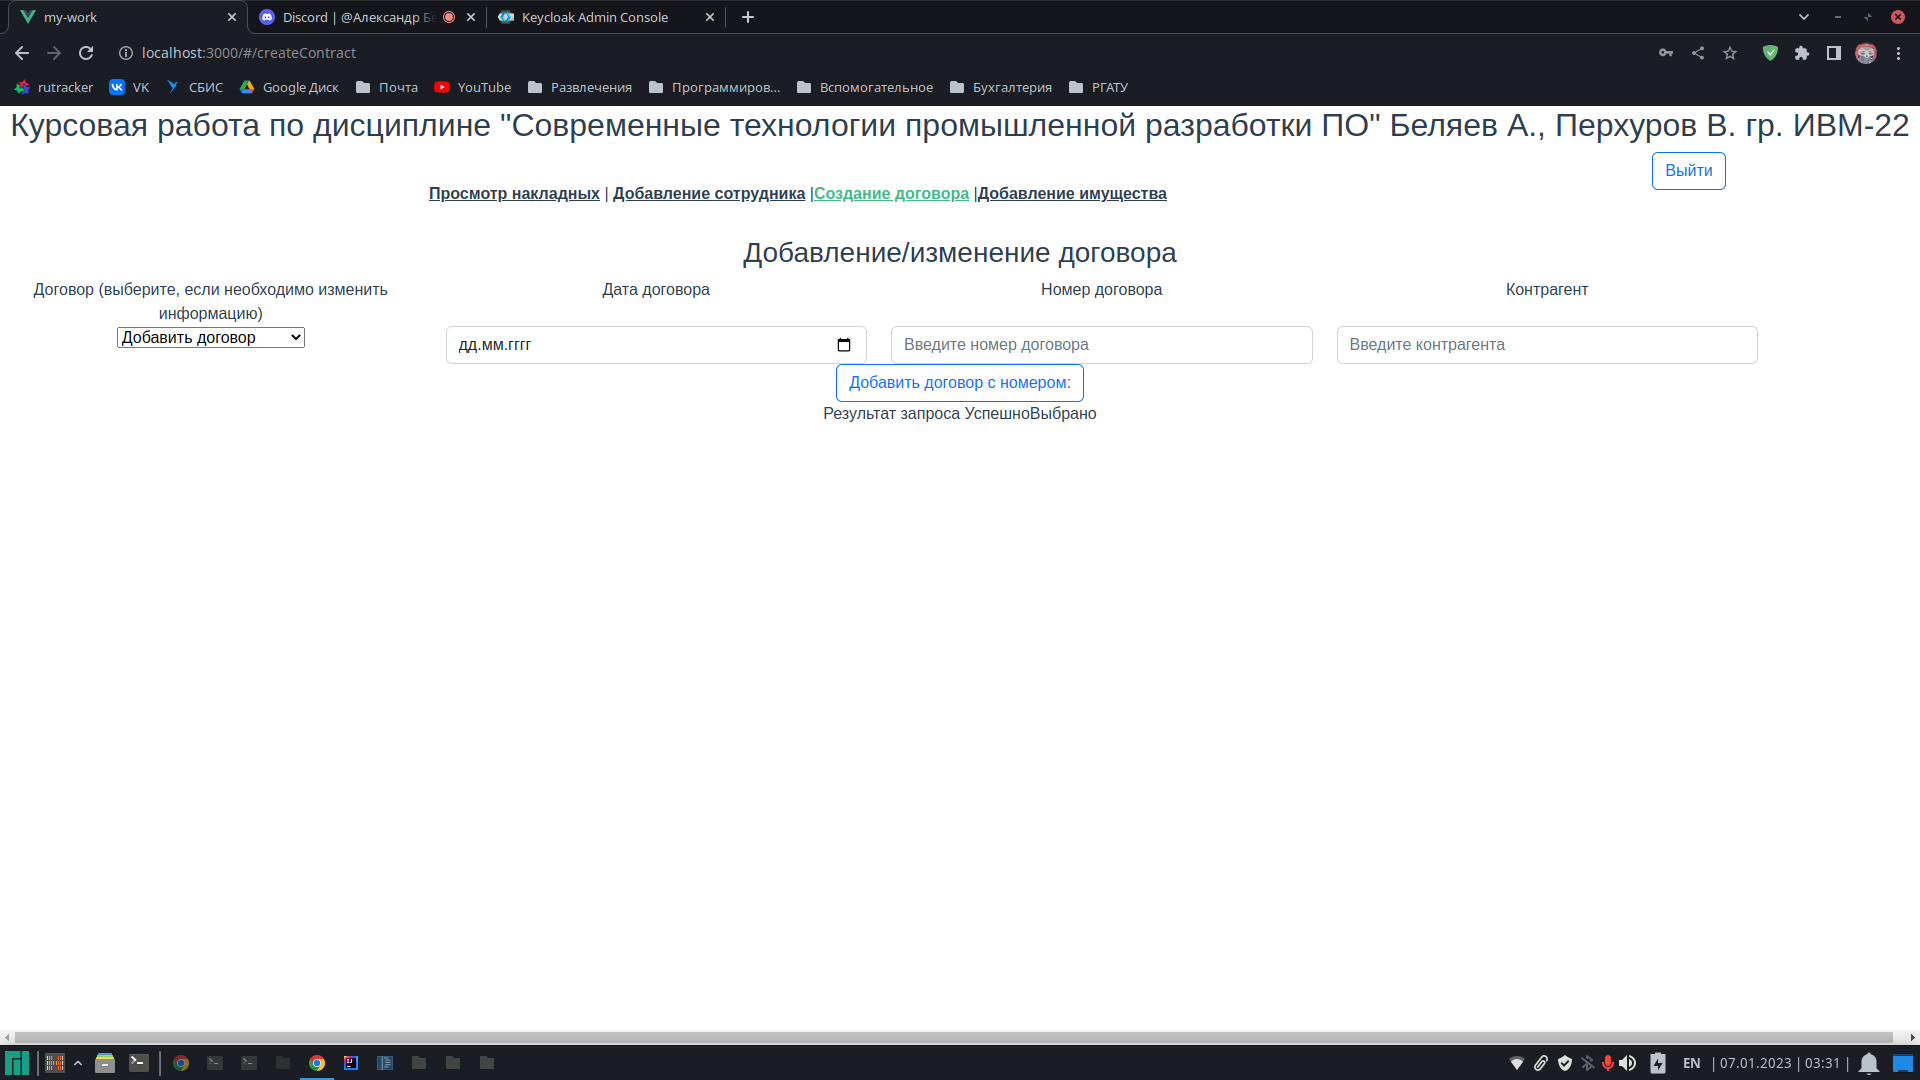 my-work
Discord | @Александр Бе
Keycloak Admin Console
localhost:3000/#/createContract
rutracker VK СБИС Google Диск Почта YouTube Развлечения Программиров... Вспомогательное Бухгалтерия РГАТУ
Курсовая работа по дисциплине "Современные технологии промышленной разработки ПО" Беляев А., Перхуров В. гр. ИВМ-22
Выйти
Просмотр накладных | Добавление сотрудника |Создание договора |Добавление имущества
Добавление/изменение договора
Договор (выберите, если необходимо изменить
информацию)
Добавить договор
Дата договора
дд.мм.гггг
Номер договора
Введите номер договора
Контрагент
Введите контрагента
Добавить договор с номером:
Результат запроса УспешноВыбрано
EN | 07.01.2023 | 03:31 |